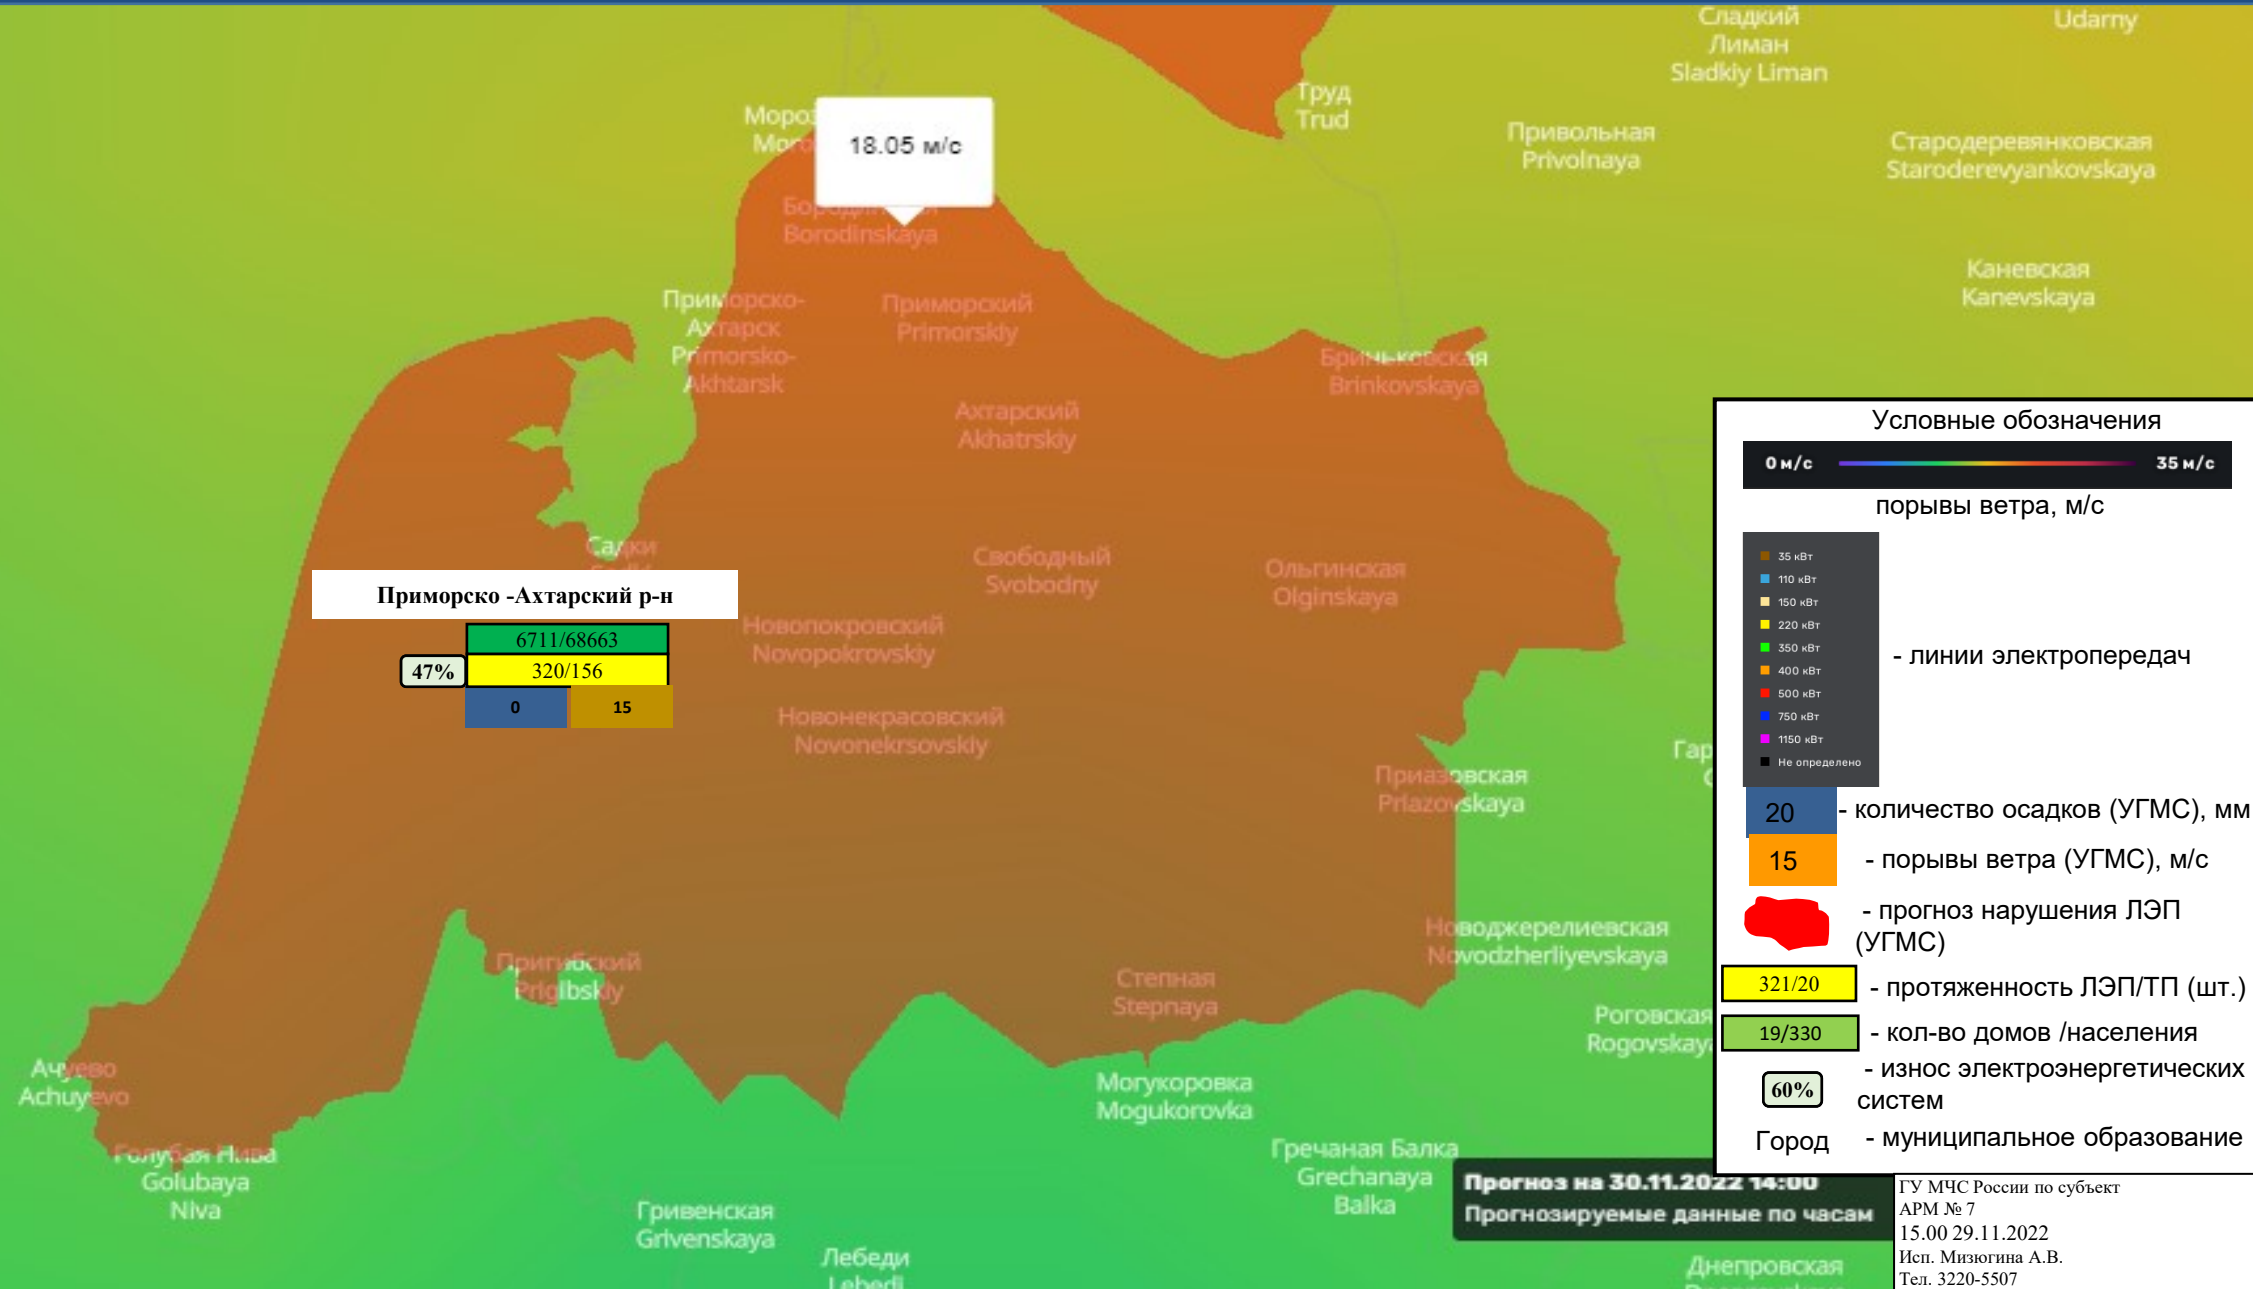 Сладкий
Лиман
Sladkiy Liman
Udarny
Труд
Trud
18.05 м/с
Привольная
Privolnaya
Стародеревянковская
Staroderevyankovskaya
Borodinskaya
Каневская
Kanevskaya
Приморско-
Ахтарск
Primorsko-
Akhtarsk
Приморский
Primorskiy
Бриньковская
Brinkovskaya
Ахтарский
Akhatrskiy
Садки
Свободный
Svobodny
Ольгинская
Olginskaya
Приморско -Ахтарский р-н
6711/68663
47%
320/156
0
15
Новопокровский
Novopokrovskiy
Новонекрасовский
Novonekrsovskiy
Приазовская
Priazovskaya
Новоджерелиевская
Novodzherliyevskaya
Пригибский
Prigibskiy
Степная
Stepnaya
Роговская
Rogovskaya
Ачуево
Achuyevo
Могукоровка
Mogukorovka
Голубая Нива
Golubaya
Niva
Гречаная Балка
Grechanaya
Balka
Гривенская
Grivenskaya
Лебеди
Lebedi
Днепровская
Прогноз на 30.11.2022 14:00
Прогнозируемые данные по часам
Условные обозначения
0 м/с
35 м/с
порывы ветра, м/с
35 кВт
110 кВт
150 кВт
220 кВт
350 кВт
400 кВт
500 кВт
750 кВт
1150 кВт
Не определено
- линии электропередач
20
- количество осадков (УГМС), мм
15
- порывы ветра (УГМС), м/с
- прогноз нарушения ЛЭП
(УГМС)
321/20
- протяженность ЛЭП/ТП (шт.)
19/330
- кол-во домов /населения
60%
- износ электроэнергетических
систем
Город
- муниципальное образование
ГУ МЧС России по субъект
АРМ № 7
15.00 29.11.2022
Исп. Мизюгина А.В.
Тел. 3220-5507